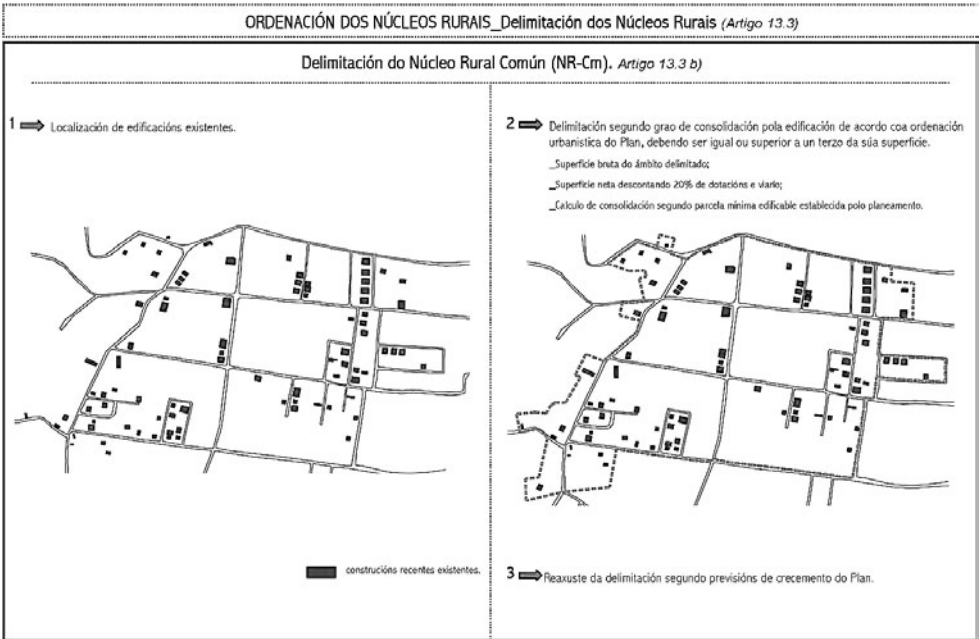 ORDENACIÓN DOS NÚCLEOS RURAIS_Delimitación dos Núcleos Rurais (Artigo 13.3)
Delimitación do Núcleo Rural Común (NR-Cm). Artigo 13.3 b)
1 Localización de edificacións existentes.
construcións recentes existentes.
2 Delimitación segundo grao de consolidación pola edificación de acordo coa ordenación
urbanistica do Plan, debendo ser igual ou superior a un terzo da súa superficie.
_Superficie bruta do ámbito delimitado;
_Superficie neta descontando 20% de dotacións e viario;
_Calculo de consolidación segundo parcela mínima edificable establecida polo planeamento.
3 Reaxuste da delimitación segundo previsións de crecemento do Plan.